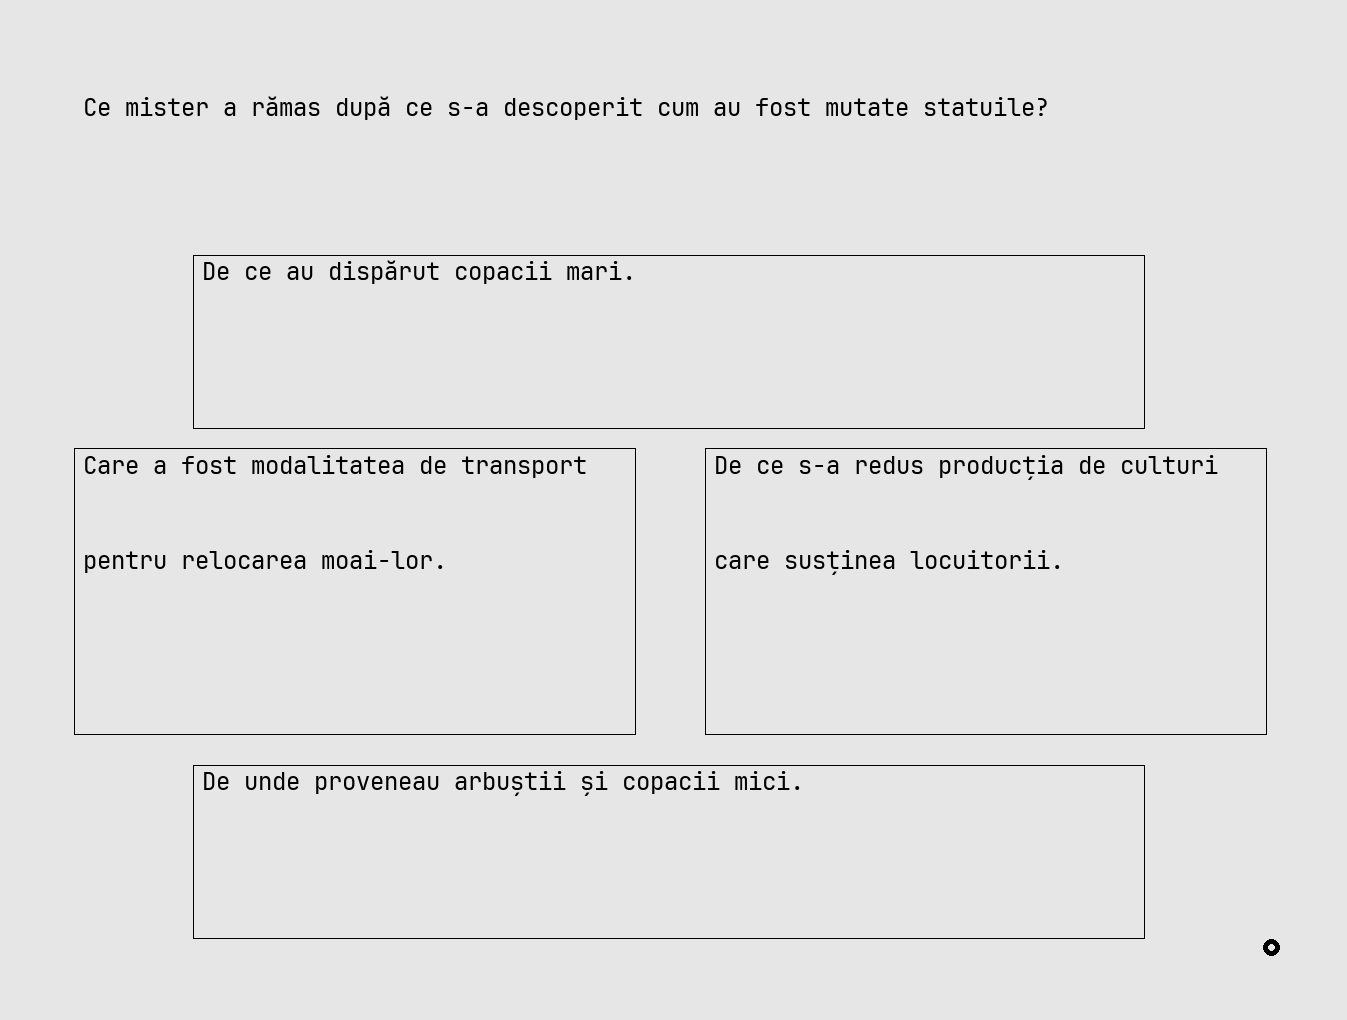 Ce mister a rămas după ce s-a descoperit cum au fost mutate statuile?
De ce au dispărut copacii mari.
Care a fost modalitatea de transport
pentru relocarea moai-lor.
De ce s-a redus producția de culturi
care susținea locuitorii.
De unde proveneau arbuștii și copacii mici.